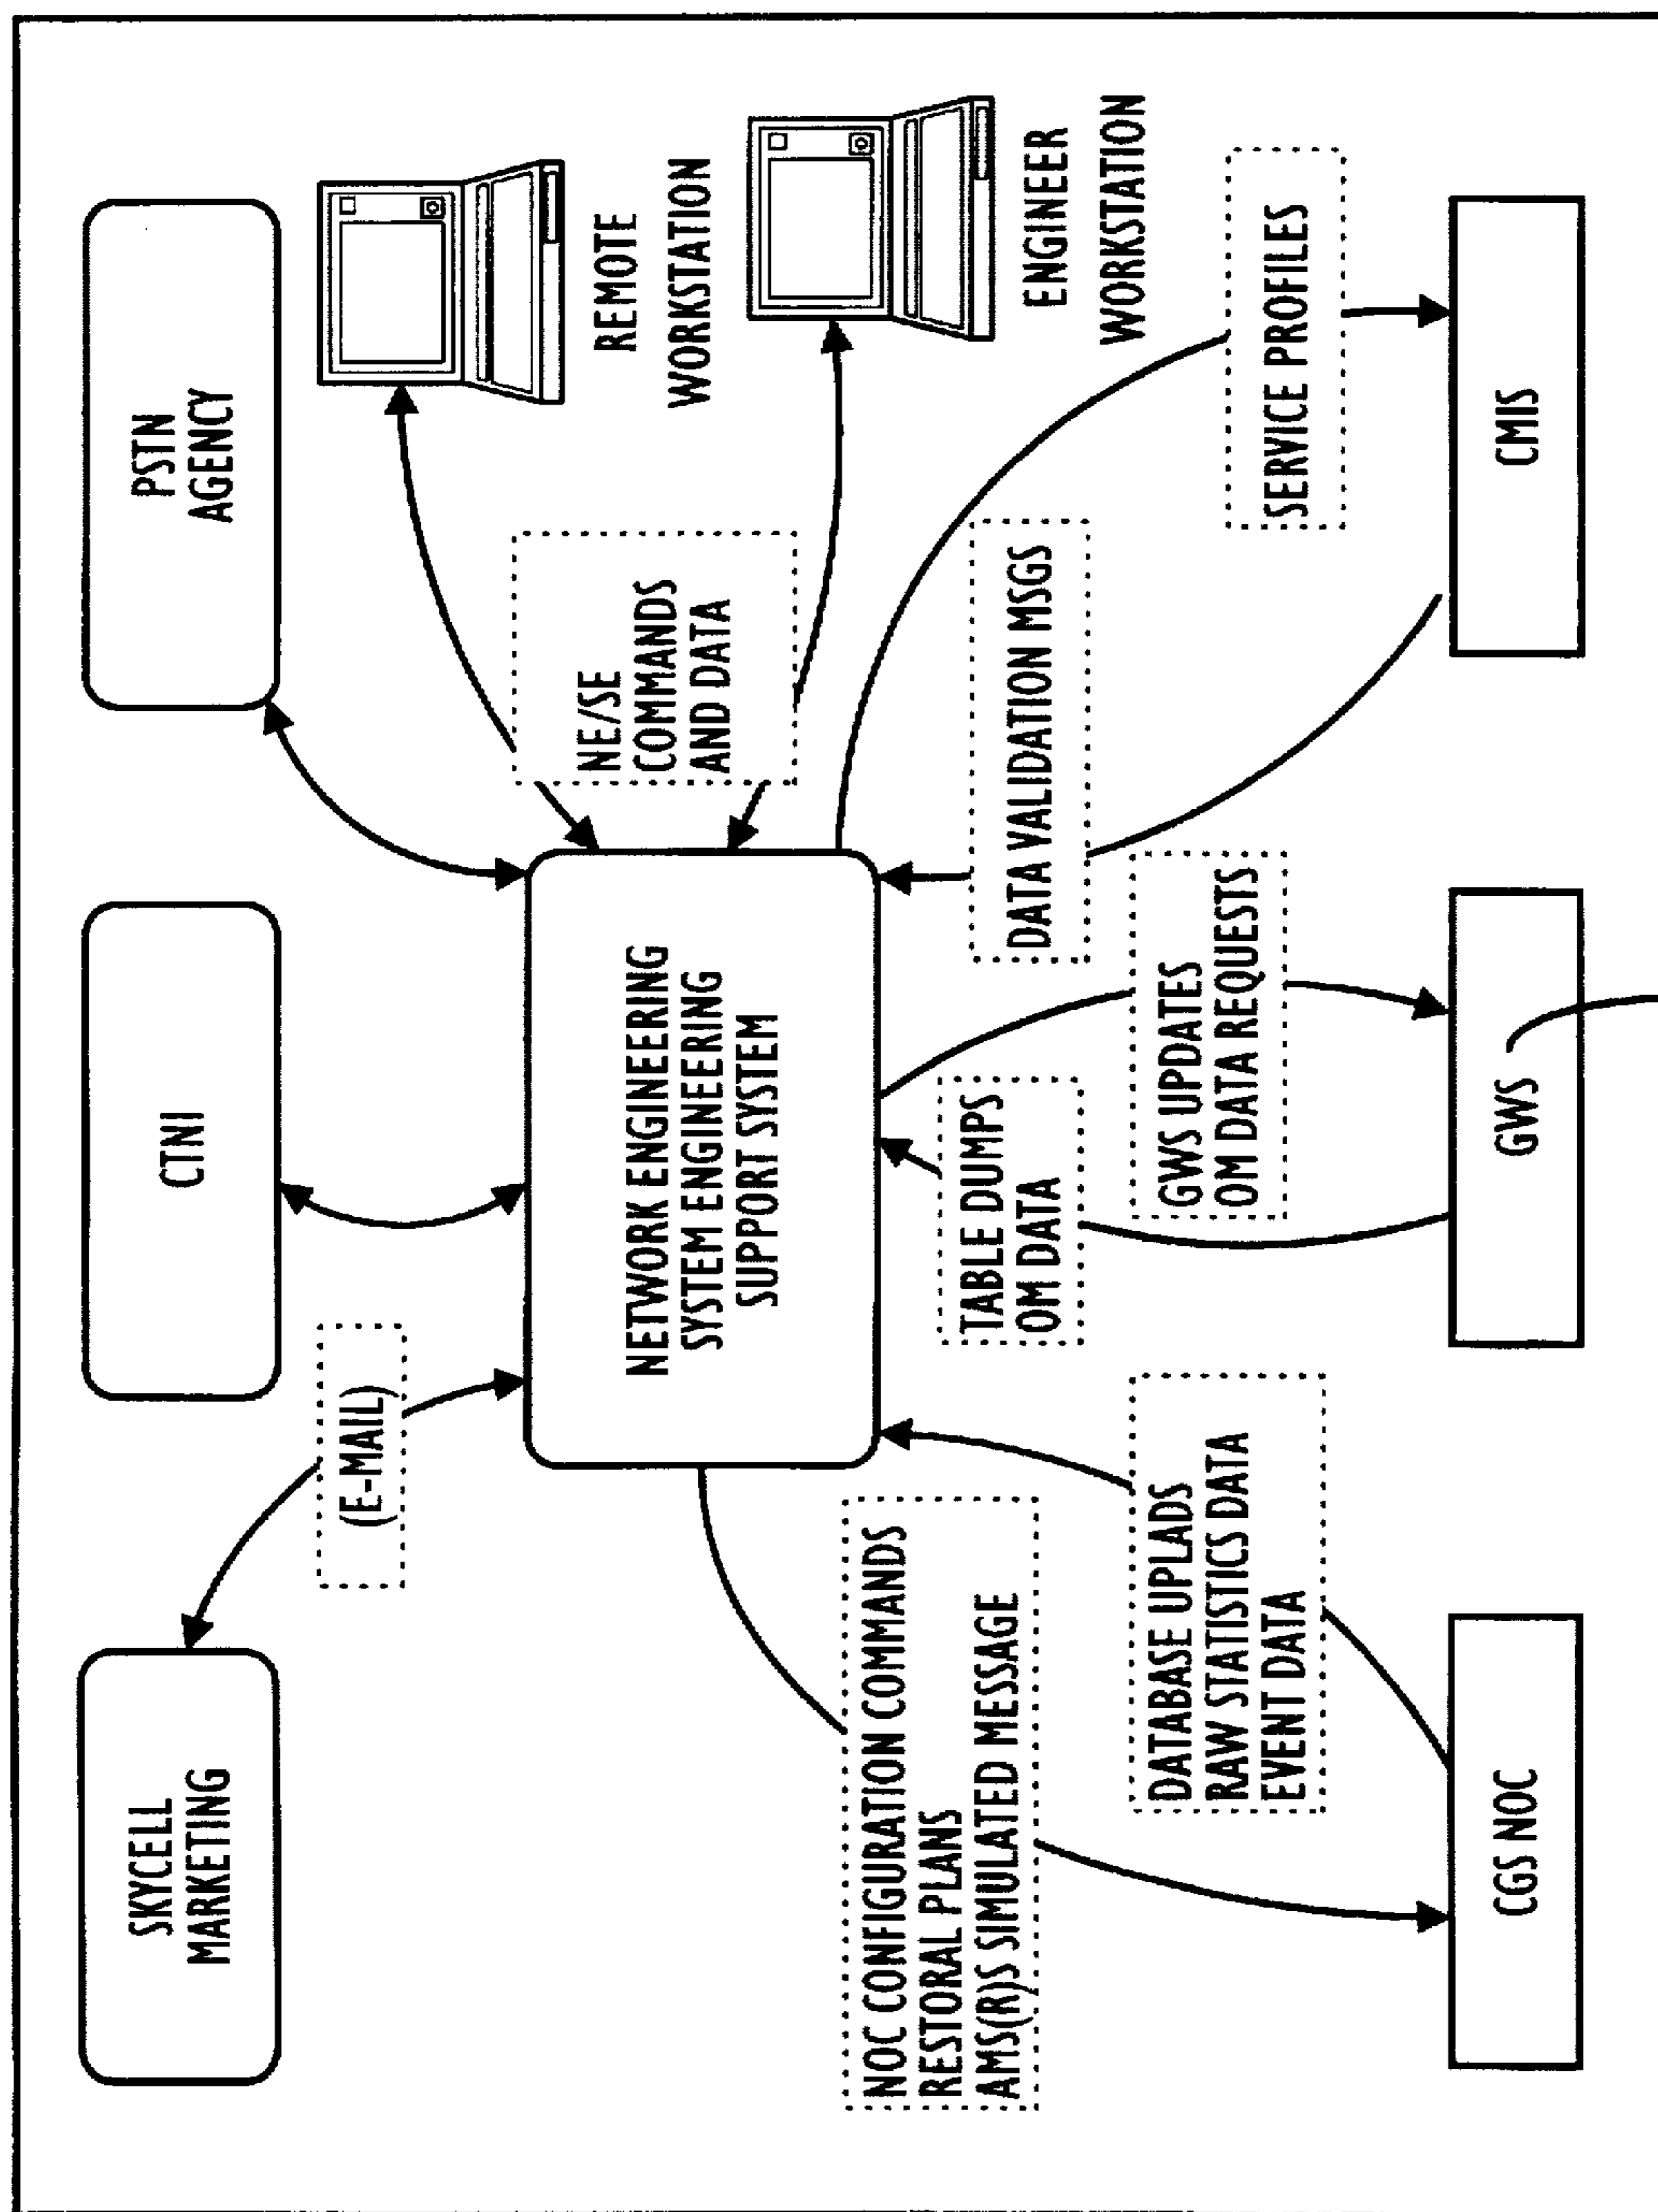 SKYCELL
MARKETING
CTNI
PSTN
AGENCY
(E-MAIL)
REMOTE
WORKSTATION
NE/SE
COMMANDS
AND DATA
NETWORK ENGINEERING
SYSTEM ENGINEERING
SUPPORT SYSTEM
ENGINEER
WORKSTATION
NOC CONFIGURATION COMMANDS
RESTORAL PLANS
AMS(R)S SIMULATED MESSAGE
TABLE DUMPS
OM DATA
DATA VALIDATION MSGS
DATABASE UPLADS
RAW STATISTICS DATA
EVENT DATA
GWS UPDATES
OM DATA REQUESTS
SERVICE PROFILES
CGS NOC
GWS
CMIS